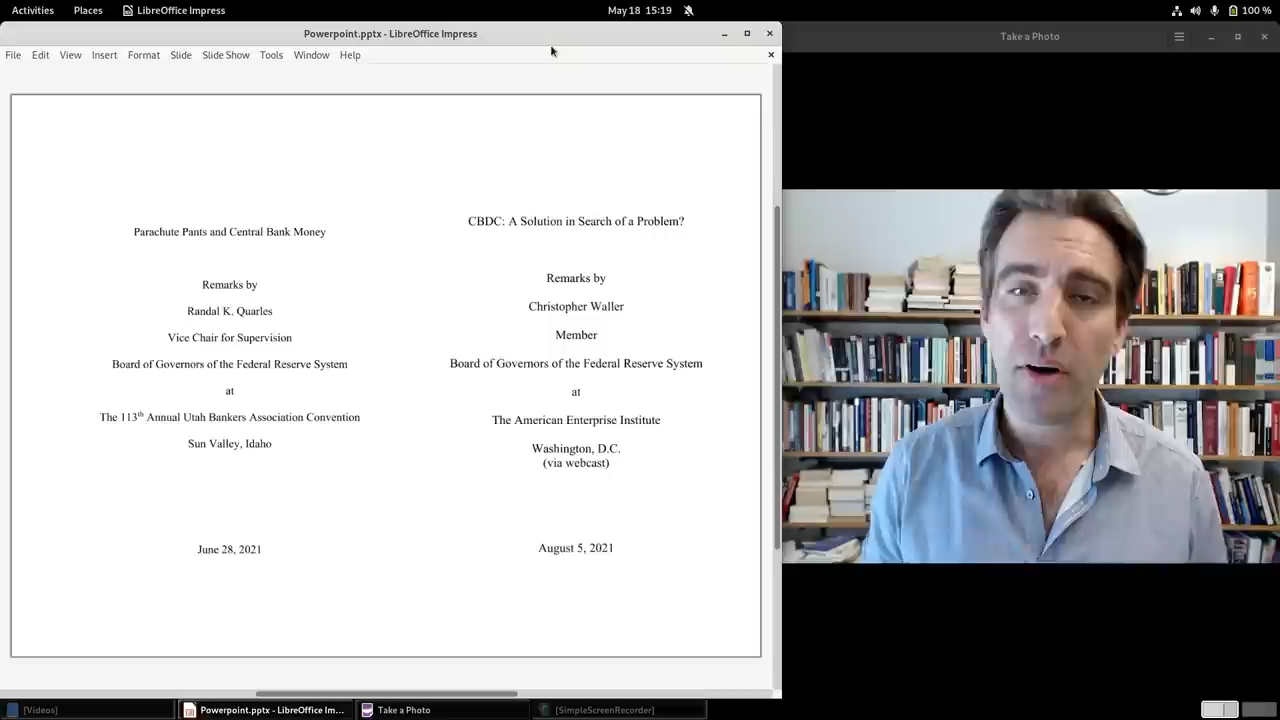 Activities Places LibreOffice Impress May 18 15:19 100 %
Powerpoint.pptx - LibreOffice Impress
Take a Photo
File Edit View Insert Format Slide Slide Show Tools Window Help
Parachute Pants and Central Bank Money
Remarks by
Randal K. Quarles
Vice Chair for Supervision
Board of Governors of the Federal Reserve System
at
The 113th Annual Utah Bankers Association Convention
Sun Valley, Idaho
June 28, 2021
CBDC: A Solution in Search of a Problem?
Remarks by
Christopher Waller
Member
Board of Governors of the Federal Reserve System
at
The American Enterprise Institute
Washington, D.C.
(via webcast)
August 5, 2021
[Videos] Powerpoint.pptx - LibreOffice Im... Take a Photo [SimpleScreenRecorder]